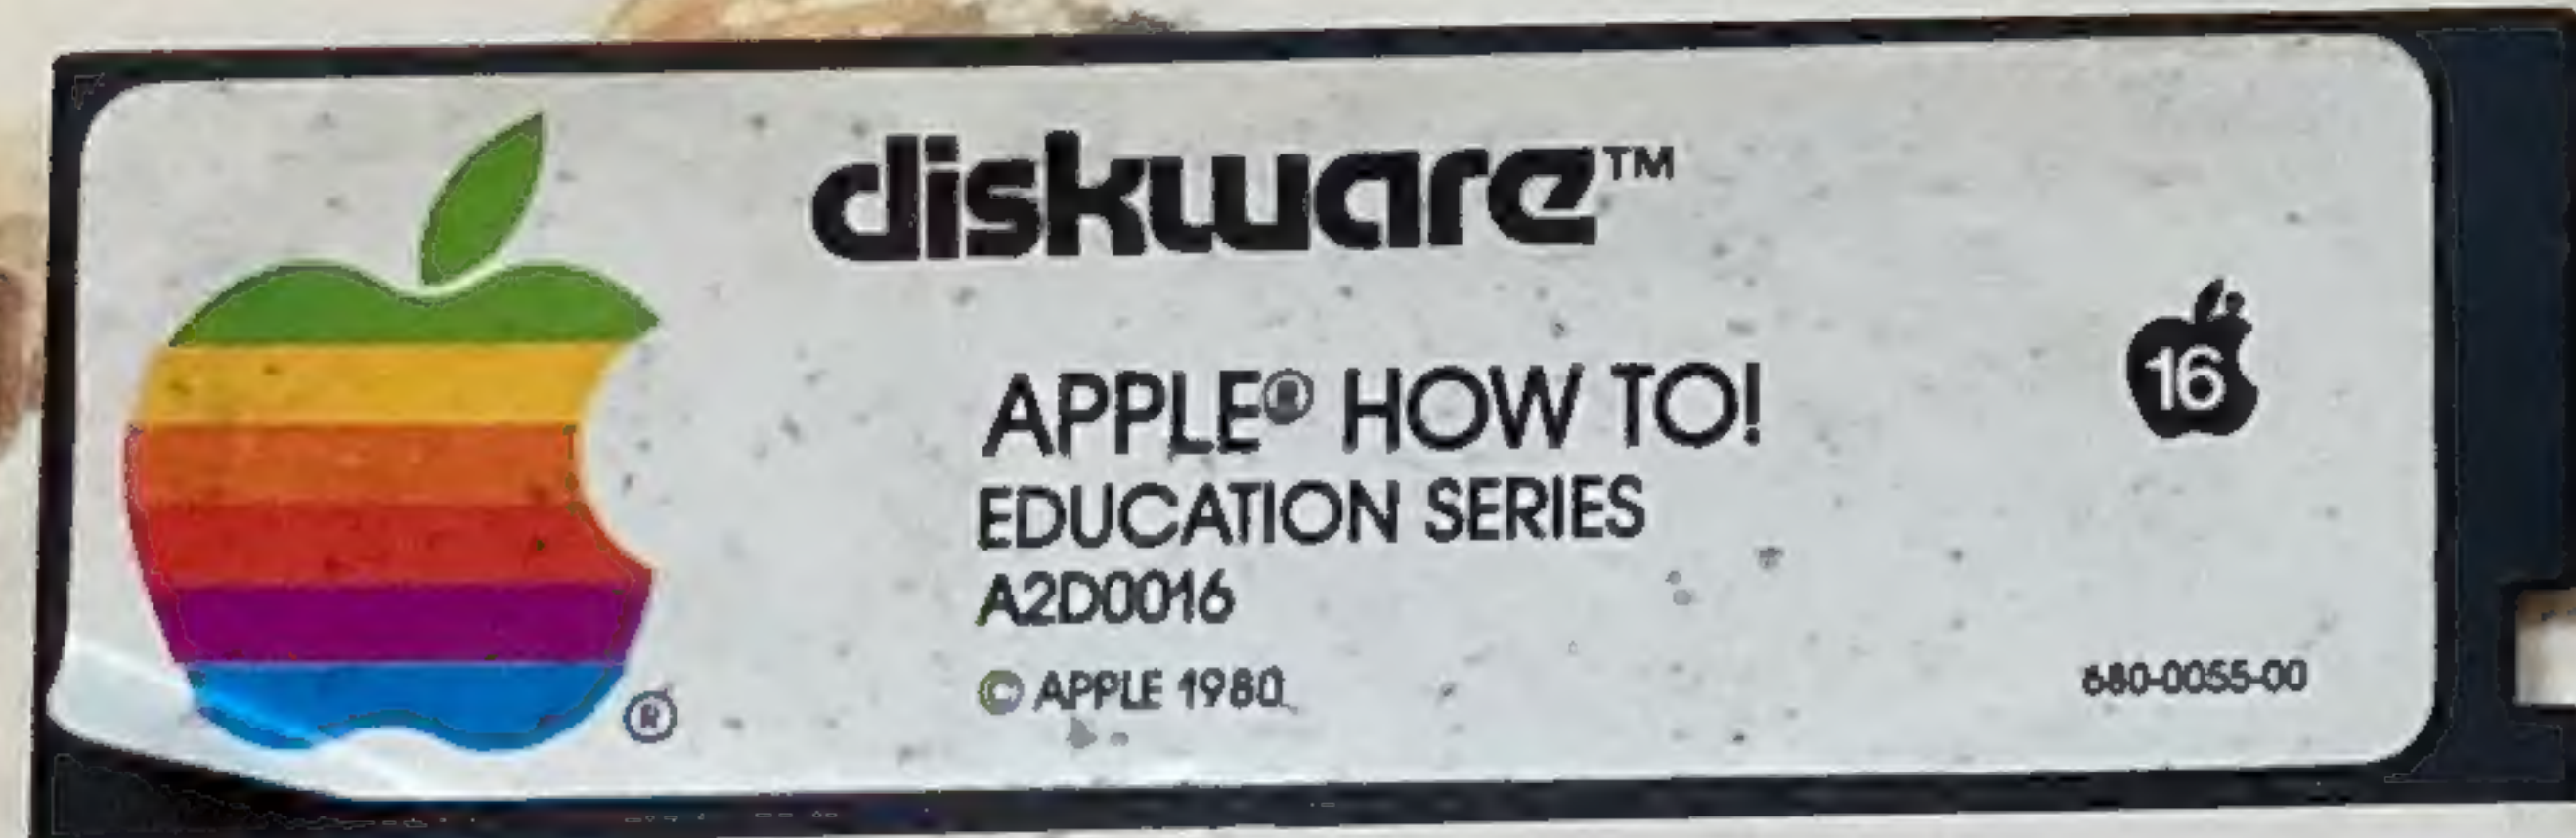 diskware™
APPLE® HOW TO!
EDUCATION SERIES
A2D0016
© APPLE 1980
®
16
680-0055-00